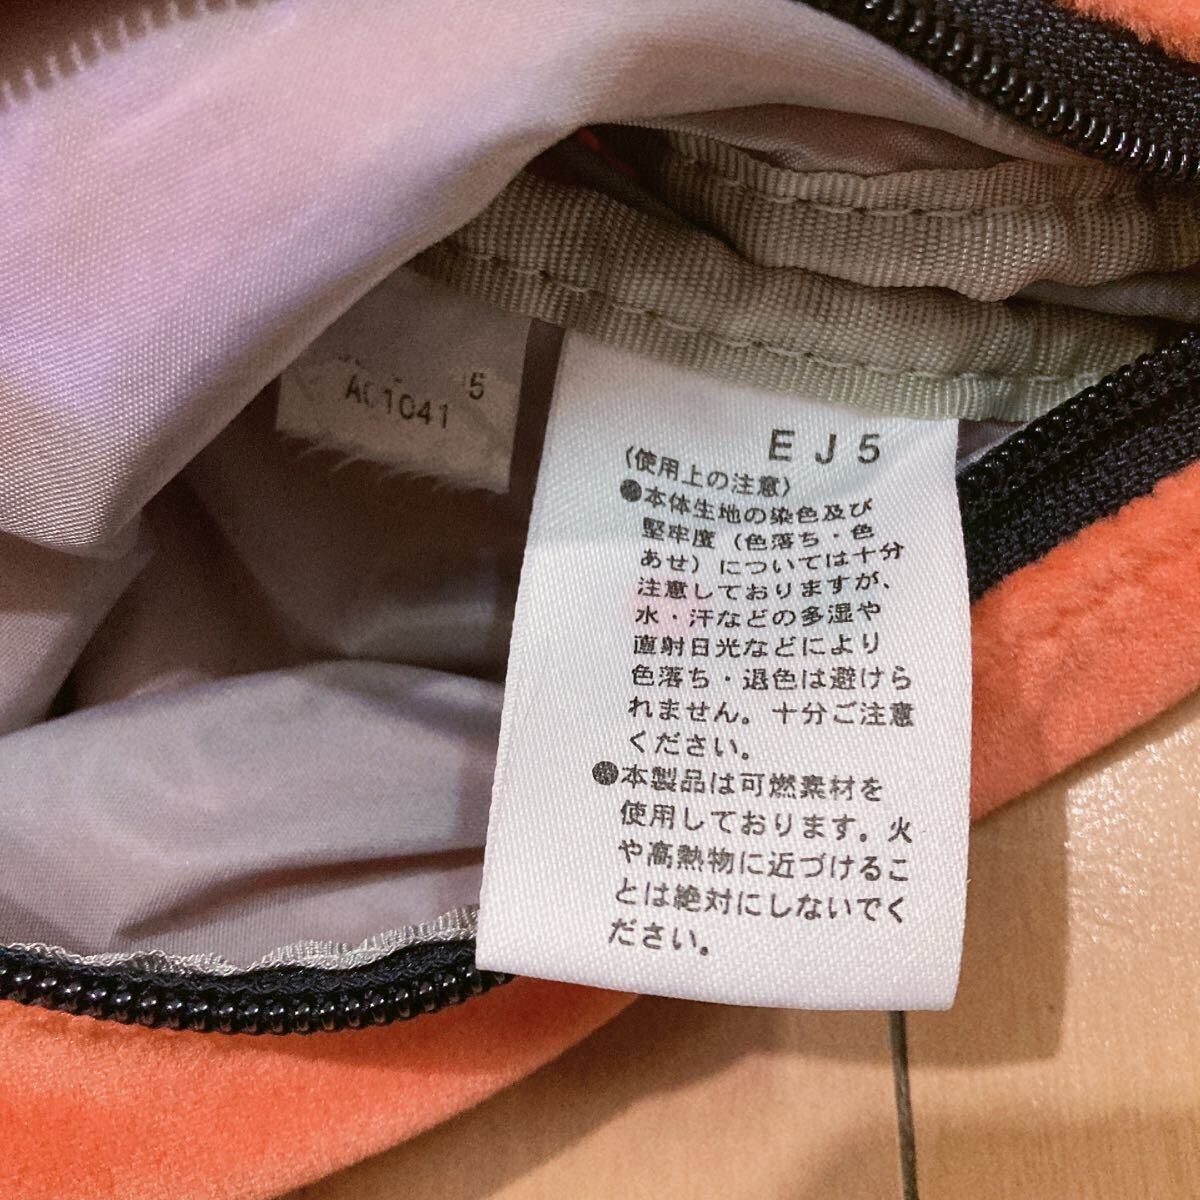 5
1041
EJ5
〈使用上の注意〉
●本体生地の染色及び
堅牢度（色落ち・色
あせ）については十分
注意しておりますが、
水・汗などの多湿や
直射日光などにより
色落ち・退色は避けら
れません。十分ご注意
ください。
●本製品は可燃素材を
使用しております。火
や高熱物に近づけるこ
とは絶対にしないでく
ださい。